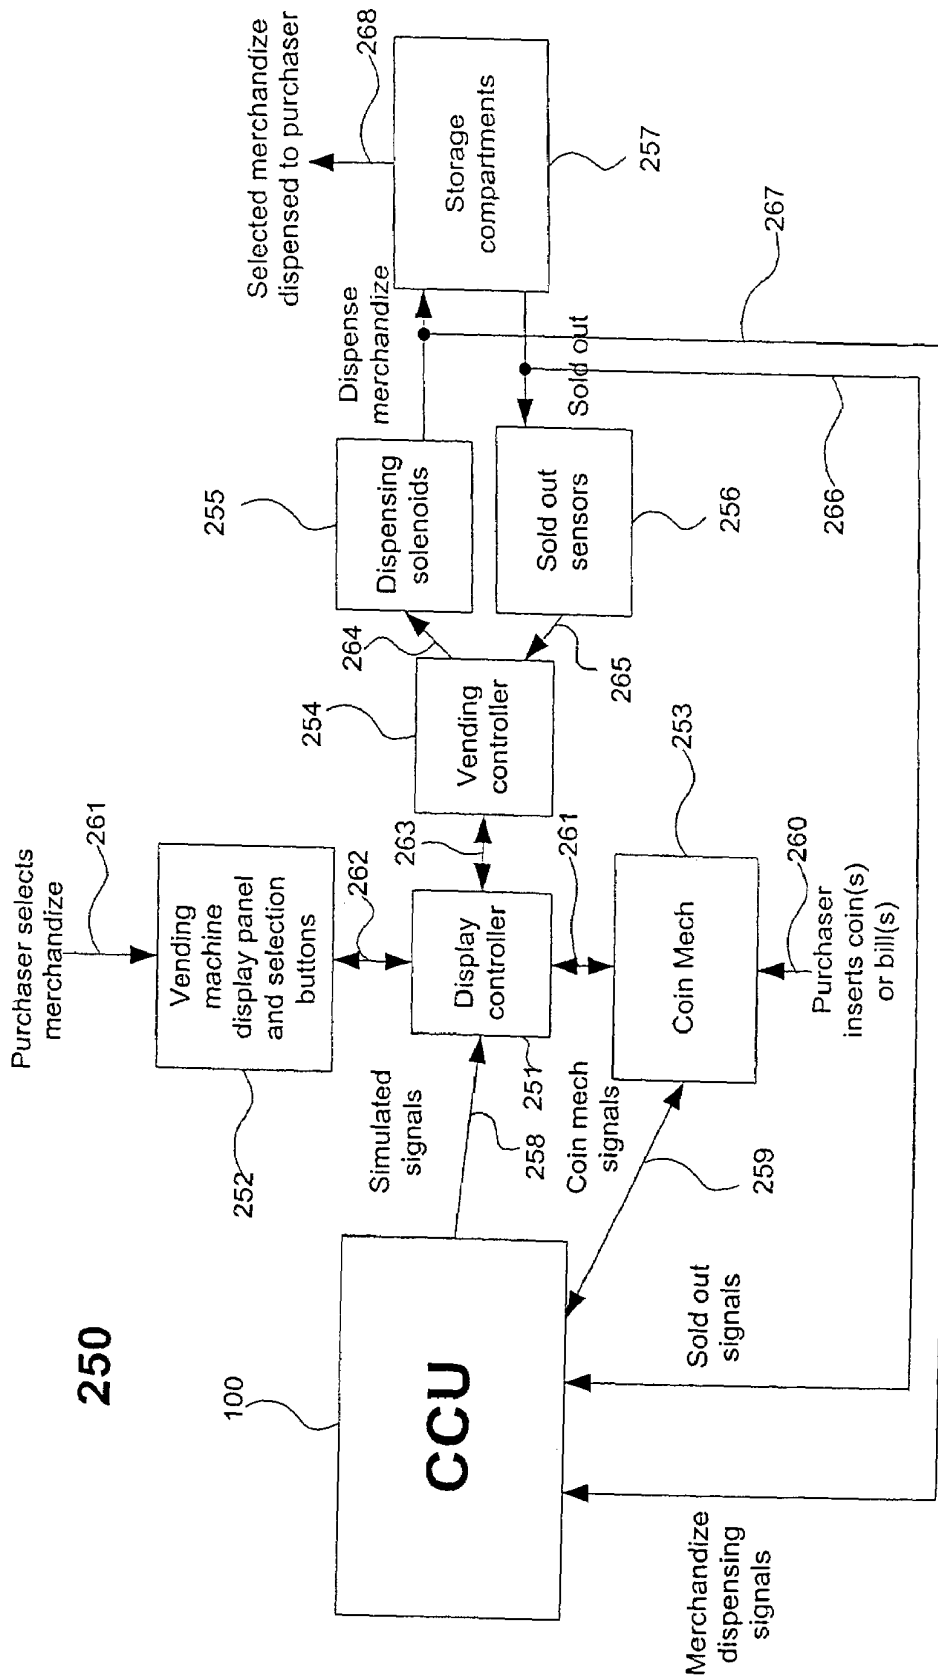 250
CCU
100
Merchandize
dispensing
signals
Sold out
signals
Simulated
signals
258
Coin mech
signals
259
Purchaser selects
merchandize
261
Vending
machine
display panel
and selection
buttons
252
262
Display
controller
251
263
261
Coin Mech
253
260
Purchaser
inserts coin(s)
or bill(s)
Vending
controller
254
264
265
Dispensing
solenoids
255
Sold out
sensors
256
Dispense
merchandize
Sold out
266
267
Storage
compartments
257
Selected merchandize
dispensed to purchaser
268